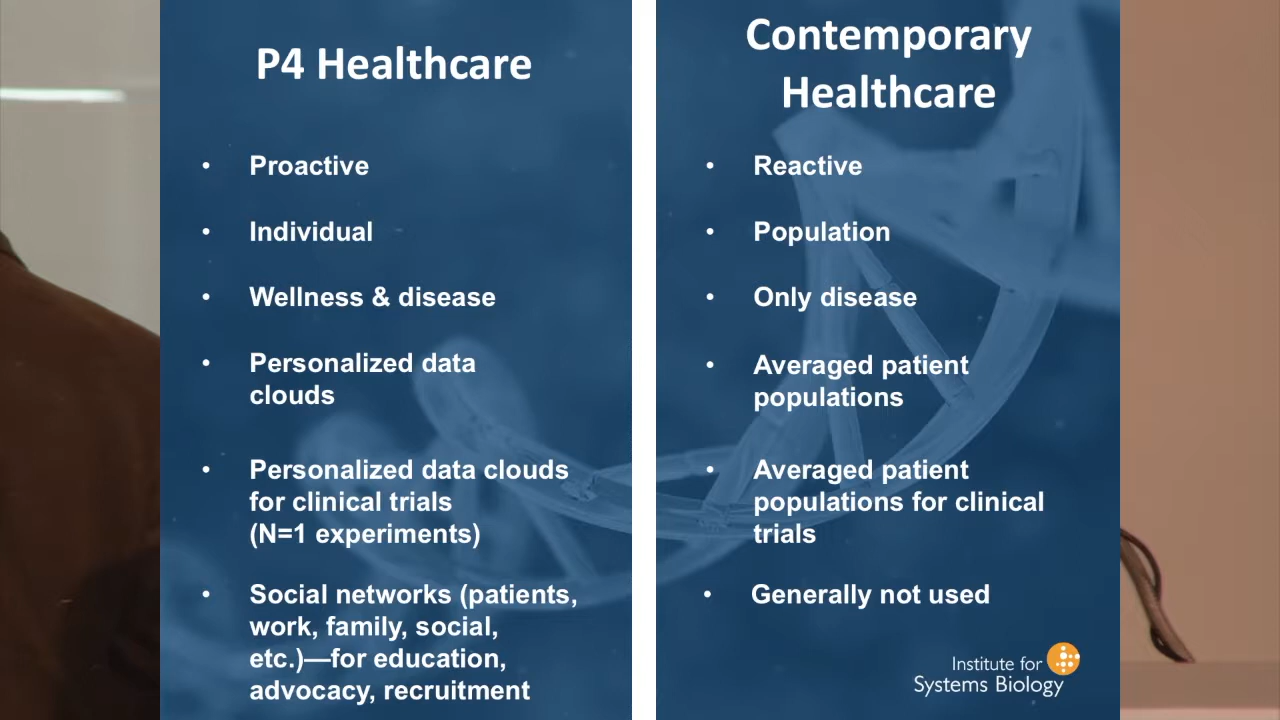 P4 Healthcare
• Proactive
• Individual
• Wellness & disease
• Personalized data
clouds
• Personalized data clouds
for clinical trials
(N=1 experiments)
• Social networks (patients,
work, family, social,
etc.)—for education,
advocacy, recruitment
Contemporary
Healthcare
• Reactive
• Population
• Only disease
• Averaged patient
populations
• Averaged patient
populations for clinical
trials
• Generally not used
Institute for
Systems Biology